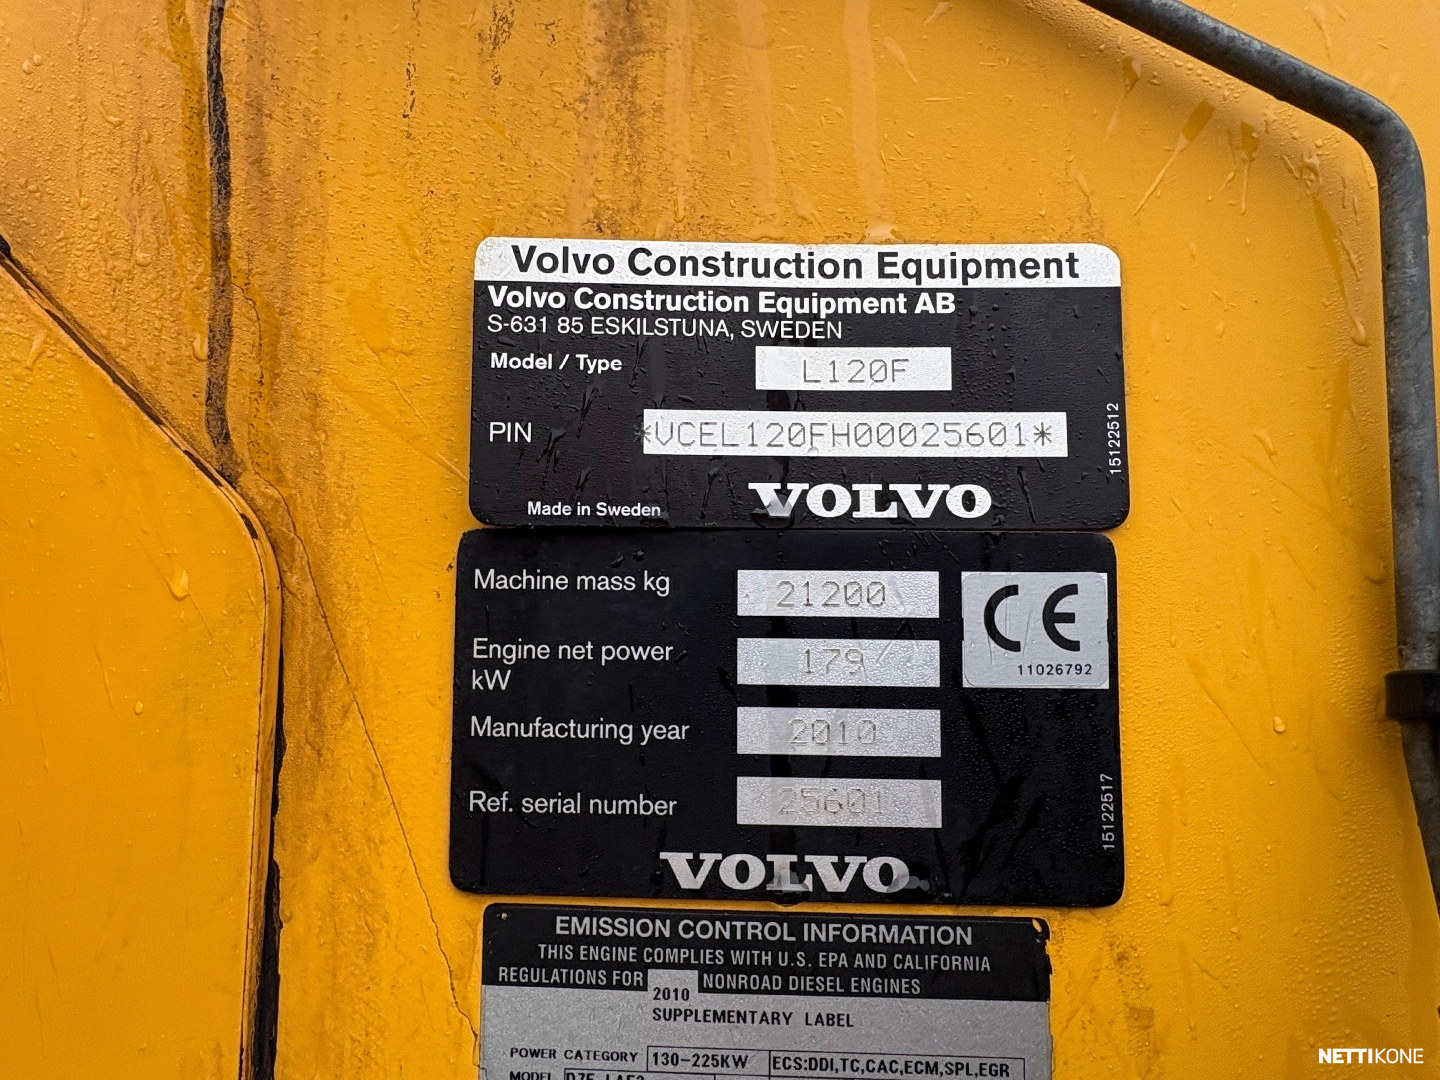 Volvo Construction Equipment
Volvo Construction Equipment AB
S-631 85 ESKILSTUNA, SWEDEN
Model / Type L120F
PIN *VCEL120FH00025601*
15122512
Made in Sweden VOLVO
Machine mass kg 21200
CE
11026792
Engine net power kW 179
Manufacturing year 2010
Ref. serial number 25601
15122517
VOLVO
EMISSION CONTROL INFORMATION
THIS ENGINE COMPLIES WITH U.S. EPA AND CALIFORNIA
REGULATIONS FOR 2010 NONROAD DIESEL ENGINES
SUPPLEMENTARY LABEL
POWER CATEGORY 130-225KW ECS:DDI,TC,CAC,ECM,SPL,EGR
MODEL
NETTIKONE